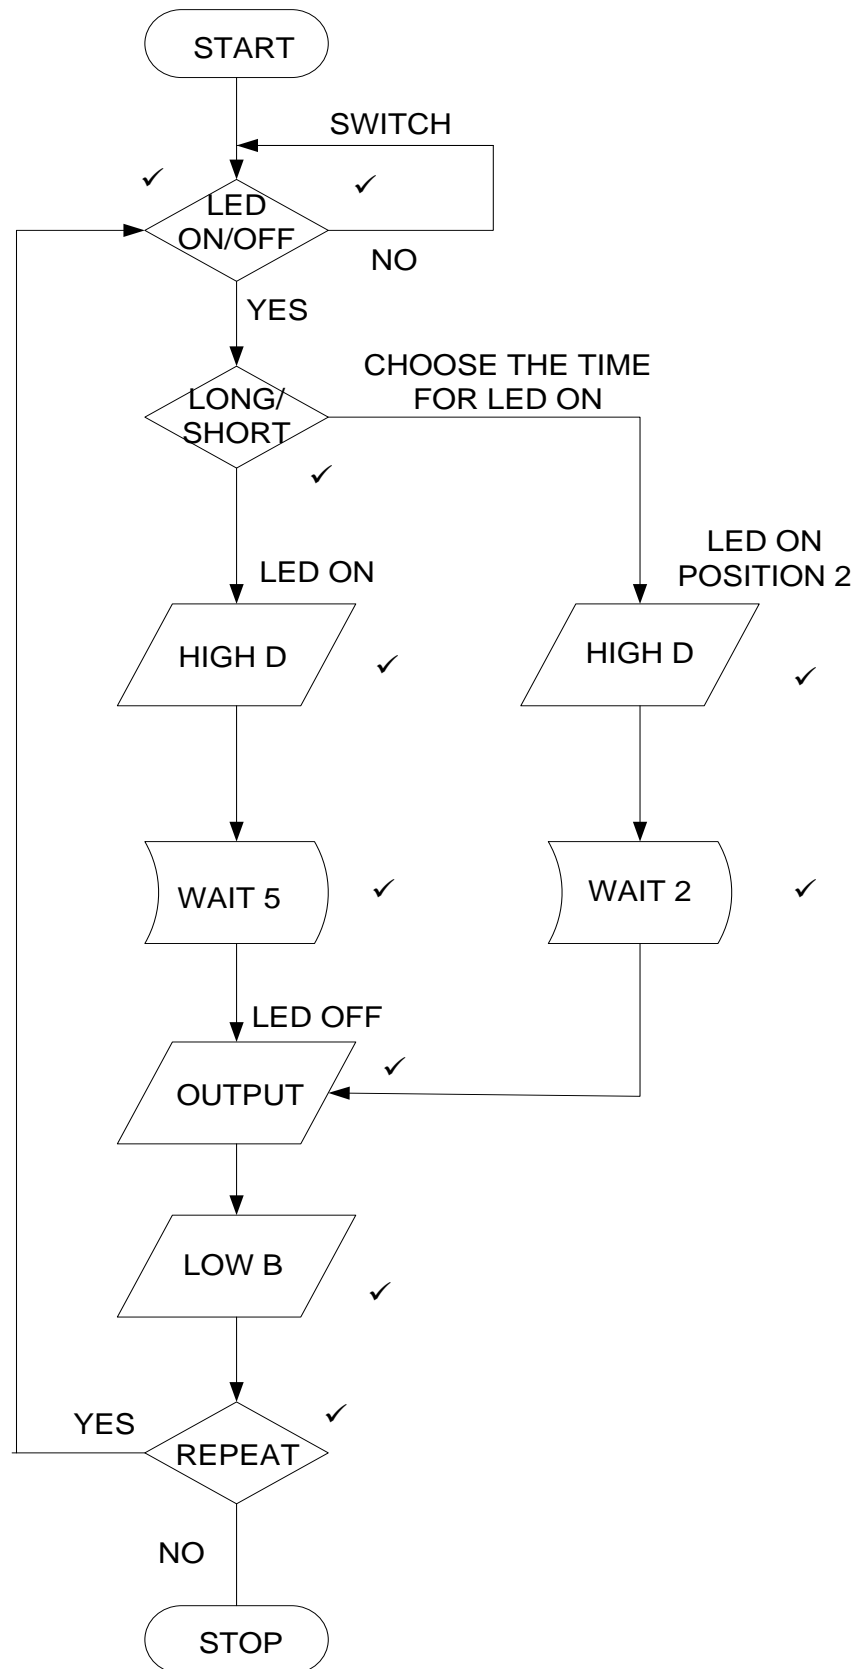 START
SWITCH
LED
ON/OFF
NO
YES
CHOOSE THE TIME
FOR LED ON
LONG/
SHORT
LED ON
POSITION 2
LED ON
HIGH D
HIGH D
WAIT 5
WAIT 2
LED OFF
OUTPUT
LOW B
YES
REPEAT
NO
STOP